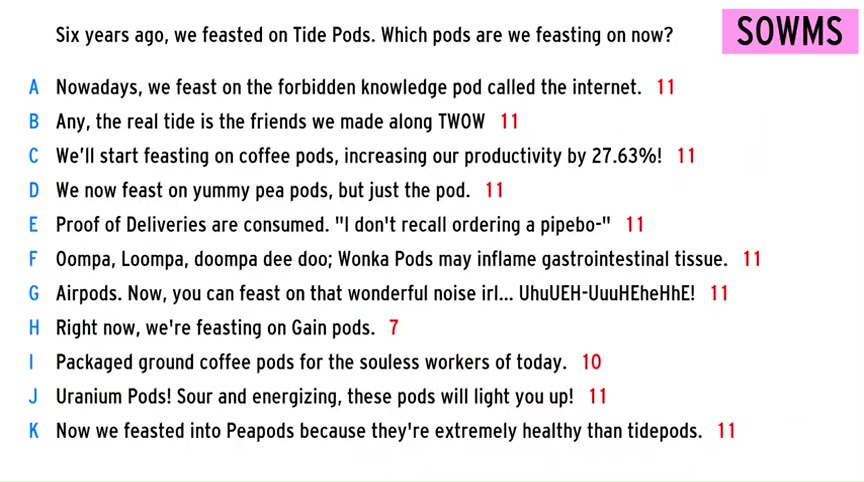 Six years ago, we feasted on Tide Pods. Which pods are we feasting on now?
SOWMS
A Nowadays, we feast on the forbidden knowledge pod called the internet. 11
B Any, the real tide is the friends we made along TWOW 11
C We'll start feasting on coffee pods, increasing our productivity by 27.63%! 11
D We now feast on yummy pea pods, but just the pod. 11
E Proof of Deliveries are consumed. "I don't recall ordering a pipebo-" 11
F Oompa, Loompa, doompa dee doo; Wonka Pods may inflame gastrointestinal tissue. 11
G Airpods. Now, you can feast on that wonderful noise irl... UhuUEH-UuuHEheHhE! 11
H Right now, we're feasting on Gain pods. 7
I Packaged ground coffee pods for the souless workers of today. 10
J Uranium Pods! Sour and energizing, these pods will light you up! 11
K Now we feasted into Peapods because they're extremely healthy than tidepods. 11